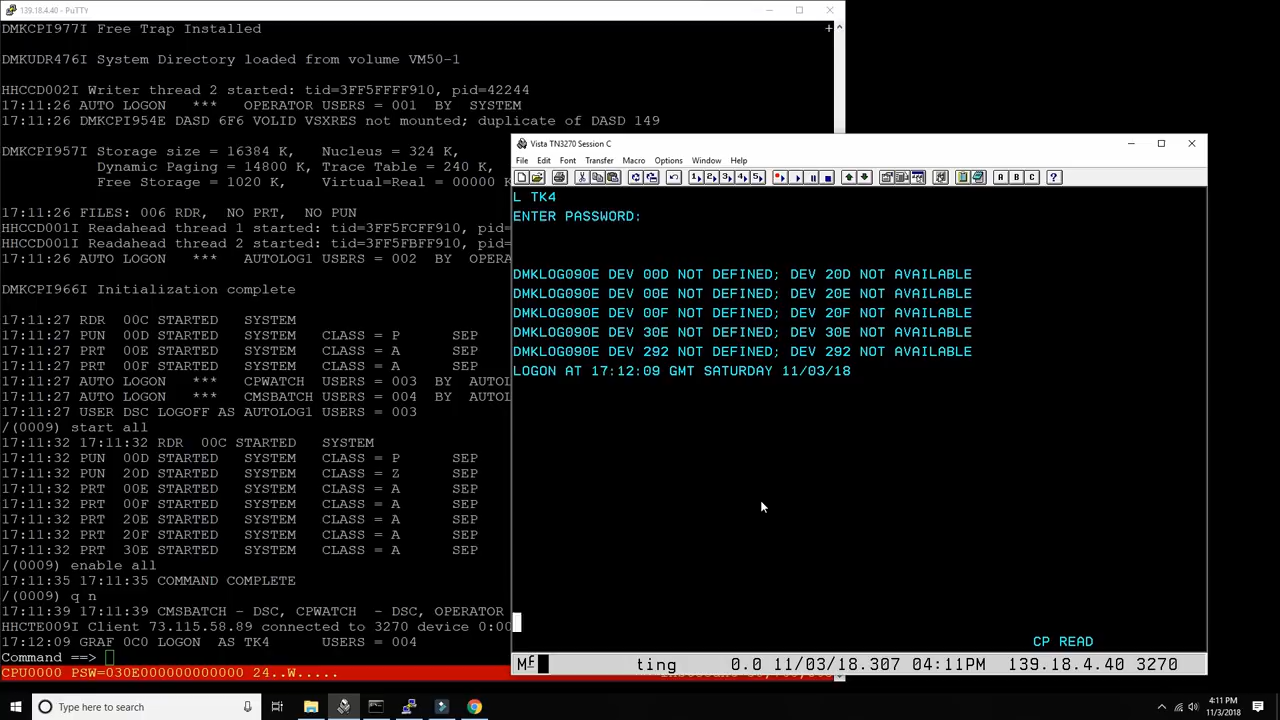 139.18.4.40 - PuTTY
DMKCPI977I Free Trap Installed +
DMKUDR476I System Directory loaded from volume VM50-1
HHCCD002I Writer thread 2 started: tid=3FF5FFFF910, pid=42244
17:11:26 AUTO LOGON *** OPERATOR USERS = 001 BY SYSTEM
17:11:26 DMKCPI954E DASD 6F6 VOLID VSXRES not mounted; duplicate of DASD 149
DMKCPI957I Storage size = 16384 K, Nucleus = 324 K,
Dynamic Paging = 14800 K, Trace Table = 240 K,
Free Storage = 1020 K, Virtual=Real = 00000 K
17:11:26 FILES: 006 RDR, NO PRT, NO PUN
HHCCD001I Readahead thread 1 started: tid=3FF5FCFF910, pid=
HHCCD001I Readahead thread 2 started: tid=3FF5FBFF910, pid=
17:11:26 AUTO LOGON *** AUTOLOG1 USERS = 002 BY OPERA
DMKCPI966I Initialization complete
17:11:27 RDR 00C STARTED SYSTEM
17:11:27 PUN 00D STARTED SYSTEM CLASS = P SEP
17:11:27 PRT 00E STARTED SYSTEM CLASS = A SEP
17:11:27 PRT 00F STARTED SYSTEM CLASS = A SEP
17:11:27 AUTO LOGON *** CPWATCH USERS = 003 BY AUTOL
17:11:27 AUTO LOGON *** CMSBATCH USERS = 004 BY AUTOL
17:11:27 USER DSC LOGOFF AS AUTOLOG1 USERS = 003
/(0009) start all
17:11:32 17:11:32 RDR 00C STARTED SYSTEM
17:11:32 PUN 00D STARTED SYSTEM CLASS = P SEP
17:11:32 PUN 20D STARTED SYSTEM CLASS = Z SEP
17:11:32 PRT 00E STARTED SYSTEM CLASS = A SEP
17:11:32 PRT 00F STARTED SYSTEM CLASS = A SEP
17:11:32 PRT 20E STARTED SYSTEM CLASS = A SEP
17:11:32 PRT 20F STARTED SYSTEM CLASS = A SEP
17:11:32 PRT 30E STARTED SYSTEM CLASS = A SEP
/(0009) enable all
17:11:35 17:11:35 COMMAND COMPLETE
/(0009) q n
17:11:39 17:11:39 CMSBATCH - DSC, CPWATCH - DSC, OPERATOR
HHCTE009I Client 73.115.58.89 connected to 3270 device 0:00
17:12:09 GRAF 0C0 LOGON AS TK4 USERS = 004
Command ==>
CPU0000 PSW=030E000000000000 24..W.....
Vista TN3270 Session C
File Edit Font Transfer Macro Options Window Help
1 2 3 4 5 A B C ?
L TK4
ENTER PASSWORD:
DMKLOG090E DEV 00D NOT DEFINED; DEV 20D NOT AVAILABLE
DMKLOG090E DEV 00E NOT DEFINED; DEV 20E NOT AVAILABLE
DMKLOG090E DEV 00F NOT DEFINED; DEV 20F NOT AVAILABLE
DMKLOG090E DEV 30E NOT DEFINED; DEV 30E NOT AVAILABLE
DMKLOG090E DEV 292 NOT DEFINED; DEV 292 NOT AVAILABLE
LOGON AT 17:12:09 GMT SATURDAY 11/03/18
CP READ
ting 0.0 11/03/18.307 04:11PM 139.18.4.40 3270
Type here to search
4:11 PM
11/3/2018